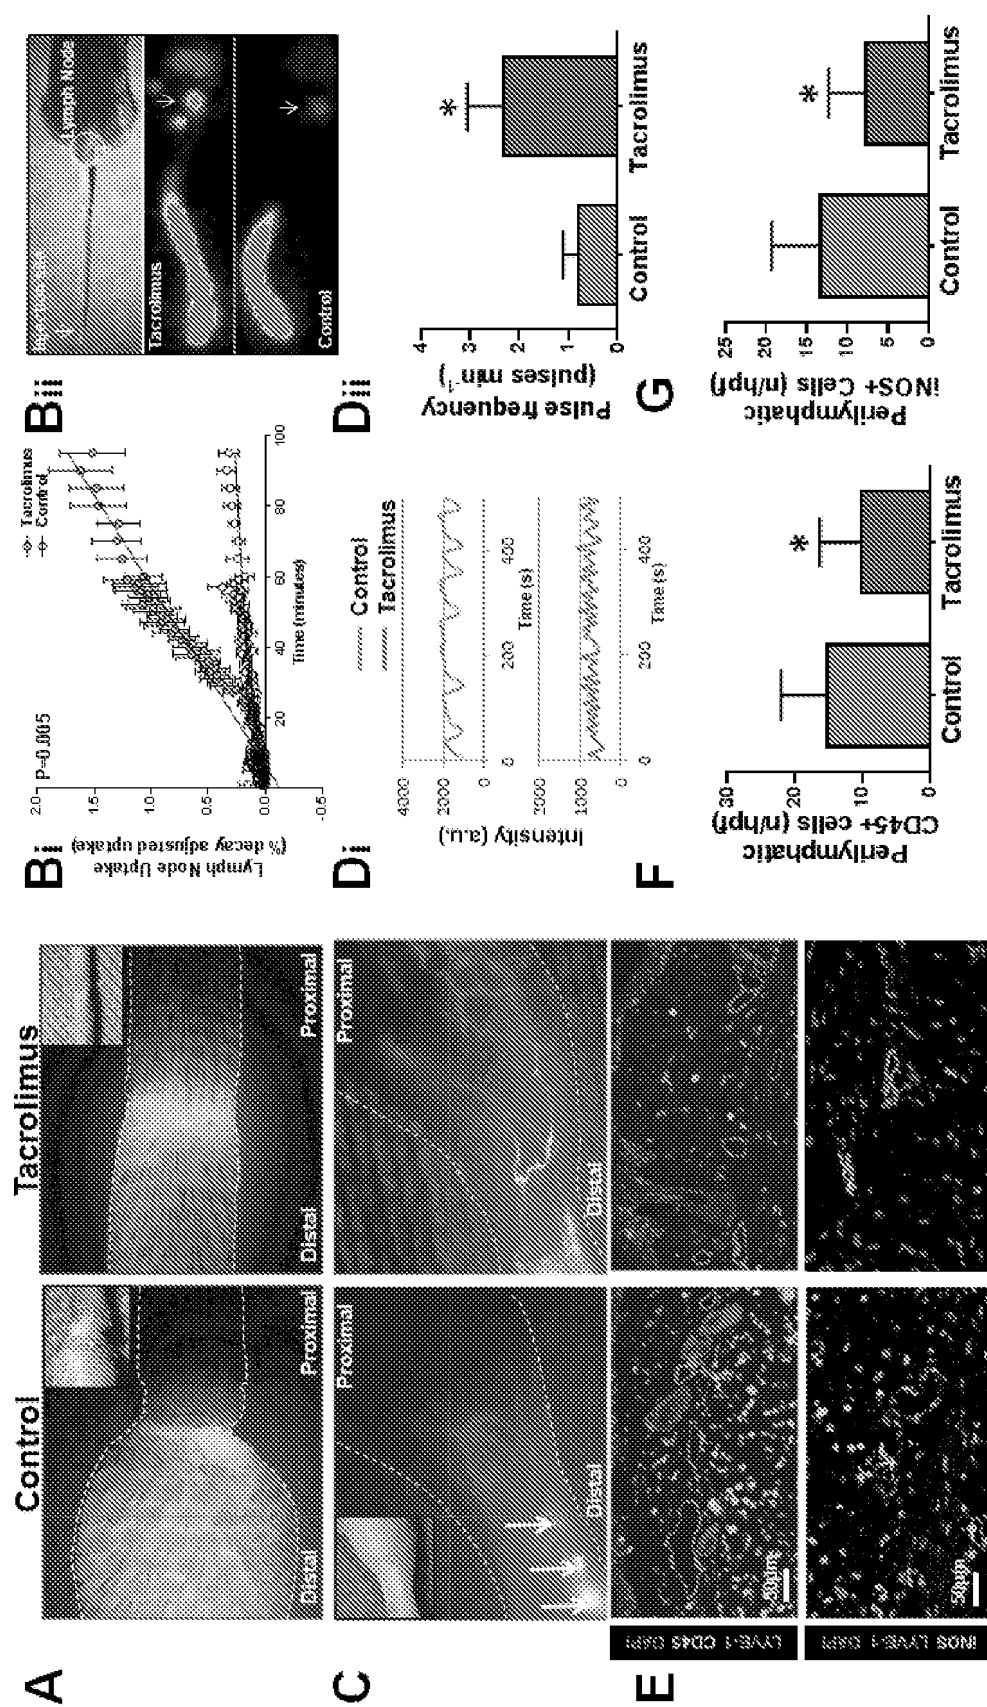 Control
Tacrolimus
A
Distal
Proximal
Distal
Proximal
C
Proximal
Distal
Proximal
Distal
E
LYVE-1 CD45 DAPI
50µm
iNOS LYVE-1 DAPI
50µm
Bi
P=0.005
Tacrolimus
Control
Lymph Node Uptake
(% decay adjusted uptake)
2.0
1.5
1.0
0.5
0.0
-0.5
20
40
60
80
100
Time (minutes)
Bii
Lymph Node
Tacrolimus
Control
Di
Control
Tacrolimus
Intensity (a.u.)
4000
2000
0
0
200
400
Time (s)
2000
1000
0
0
200
400
Time (s)
Dii
Pulse frequency
(pulses min⁻¹)
4
3
2
1
0
*
Control
Tacrolimus
F
Perilymphatic
CD45+ cells (n/hpf)
30
20
10
0
*
Control
Tacrolimus
G
Perilymphatic
iNOS+ Cells (n/hpf)
25
20
15
10
5
0
*
Control
Tacrolimus